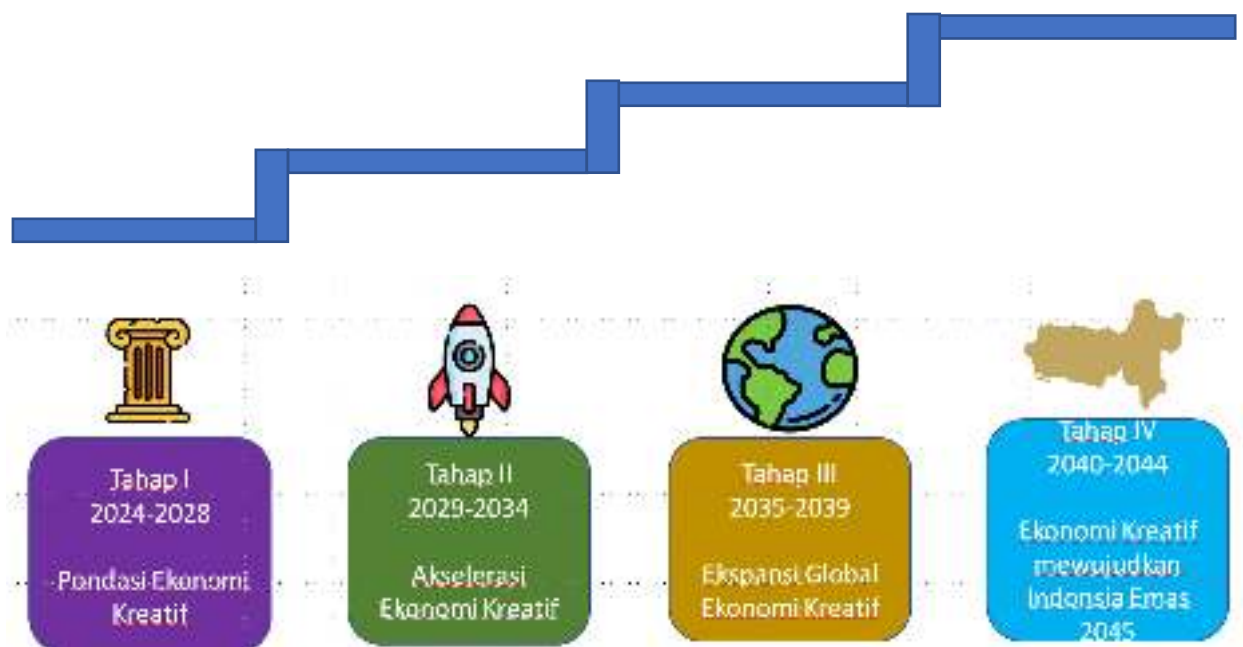 Tahap I
2024-2028
Pondasi Ekonomi
Kreatif
Tahap II
2029-2034
Akselerasi
Ekonomi Kreatif
Tahap III
2035-2039
Ekspansi Global
Ekonomi Kreatif
Tahap IV
2040-2044
Ekonomi Kreatif
mewujudkan
Indonsia Emas
2045